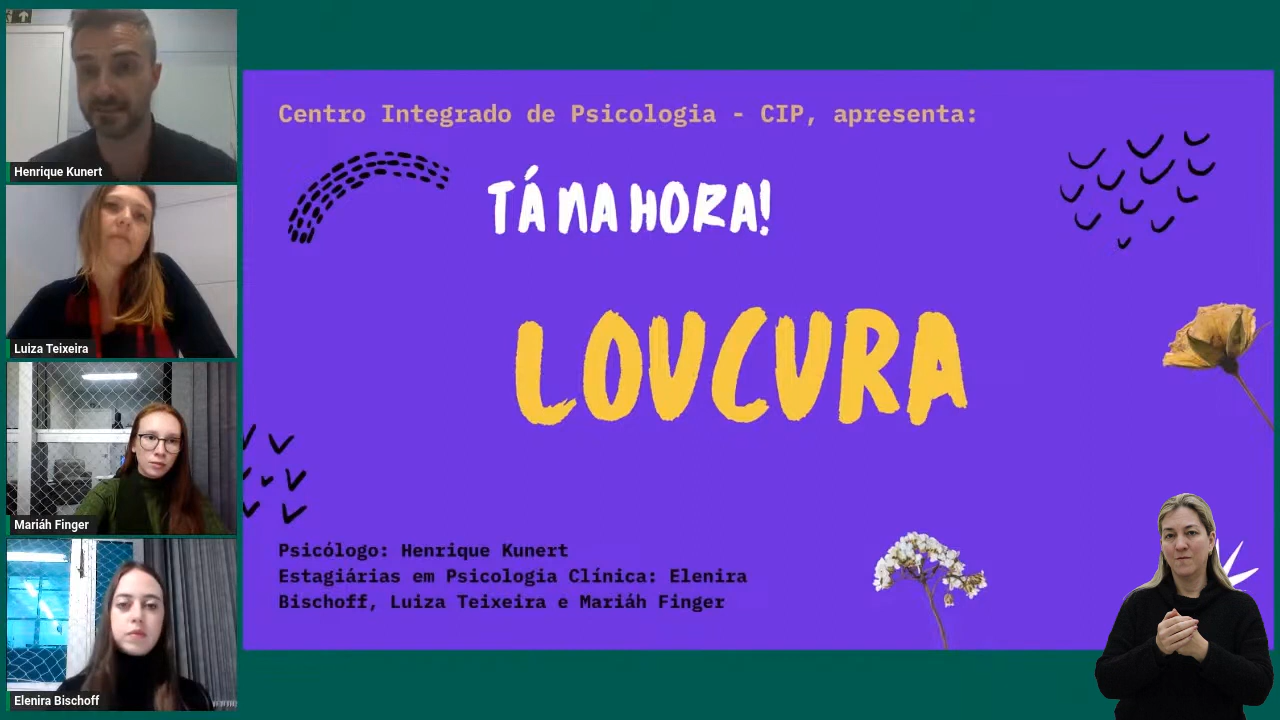 Henrique Kunert
Luiza Teixeira
Mariáh Finger
Elenira Bischoff
Centro Integrado de Psicologia - CIP, apresenta:
TÁ NA HORA!
LOUCURA
Psicólogo: Henrique Kunert
Estagiárias em Psicologia Clínica: Elenira
Bischoff, Luiza Teixeira e Mariáh Finger